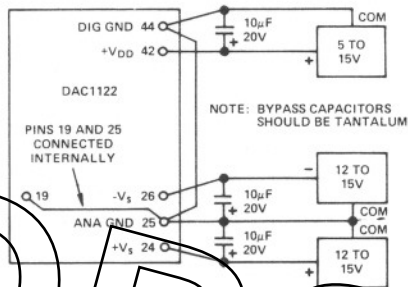 DIG GND 44
+VDD 42
DAC1122
PINS 19 AND 25
CONNECTED
INTERNALLY
19
-Vs 26
ANA GND 25
+Vs 24
10µF
+ 20V
COM
5 TO
15V
+
NOTE: BYPASS CAPACITORS
SHOULD BE TANTALUM
-
12 TO
15V
COM
10µF
+ 20V
10µF
+ 20V
COM
12 TO
15V
+